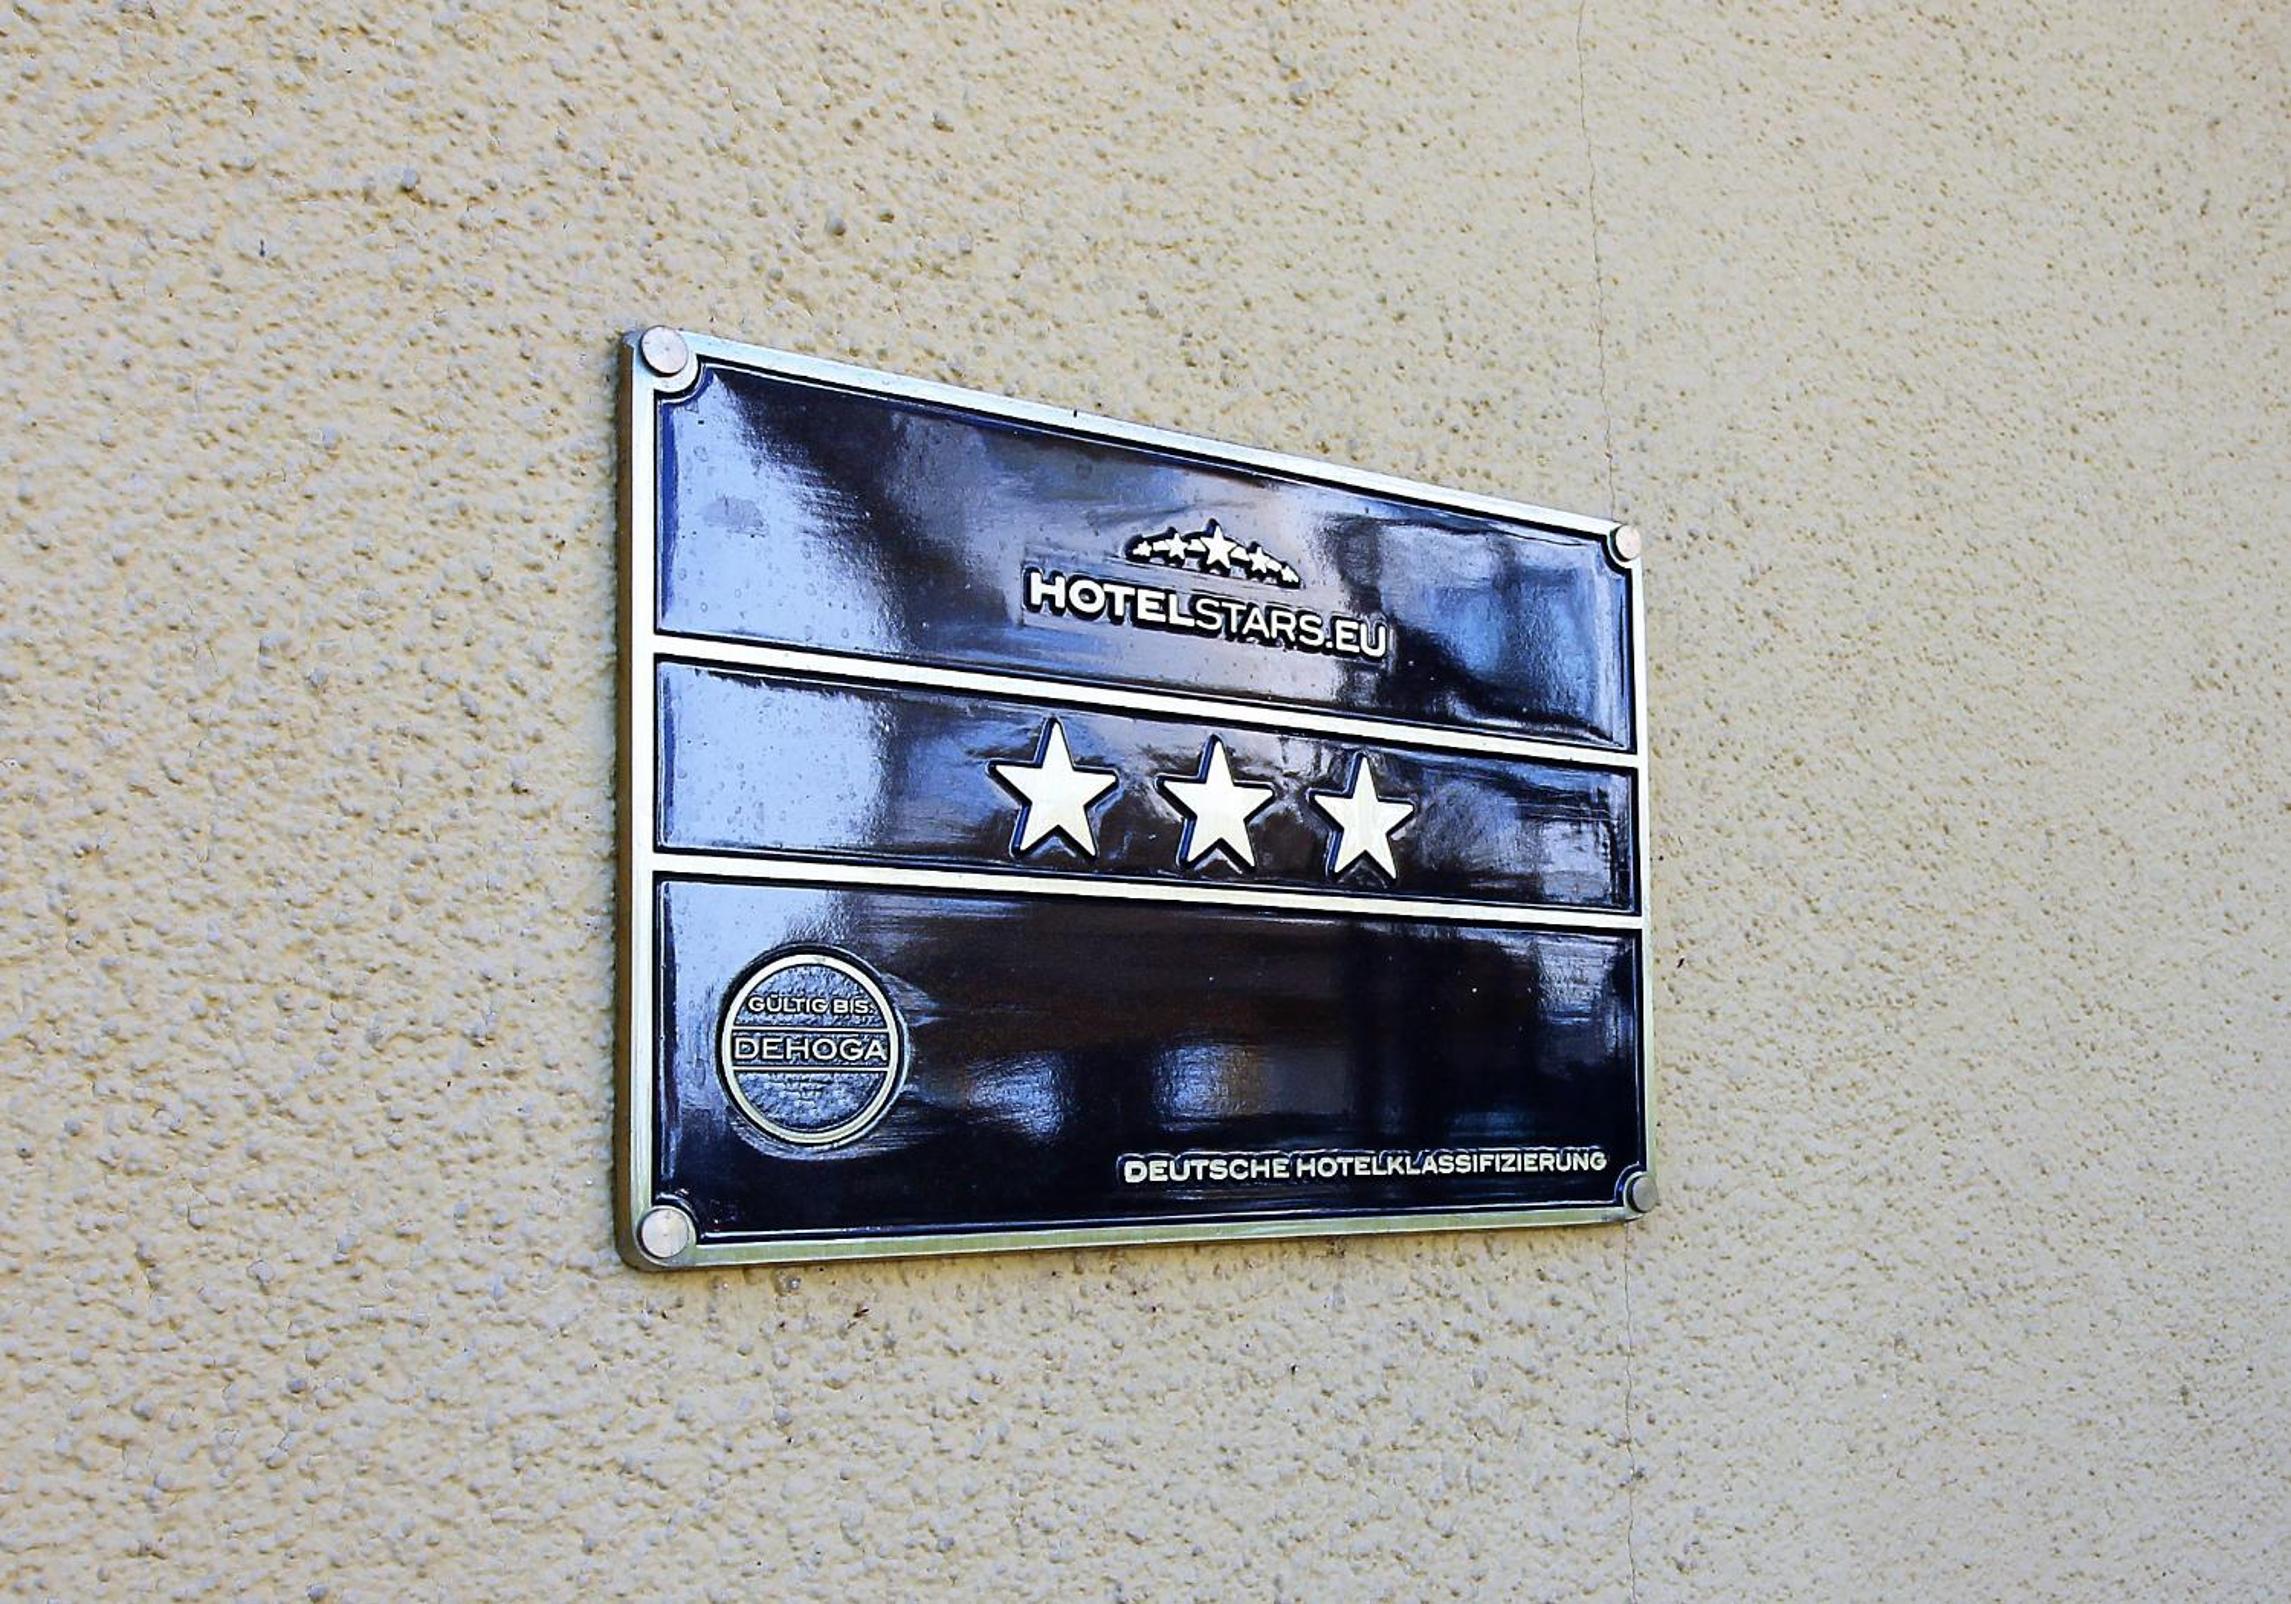 HOTELSTARS.EU
GÜLTIG BIS:
DEHOGA
DEUTSCHE HOTELKLASSIFIZIERUNG